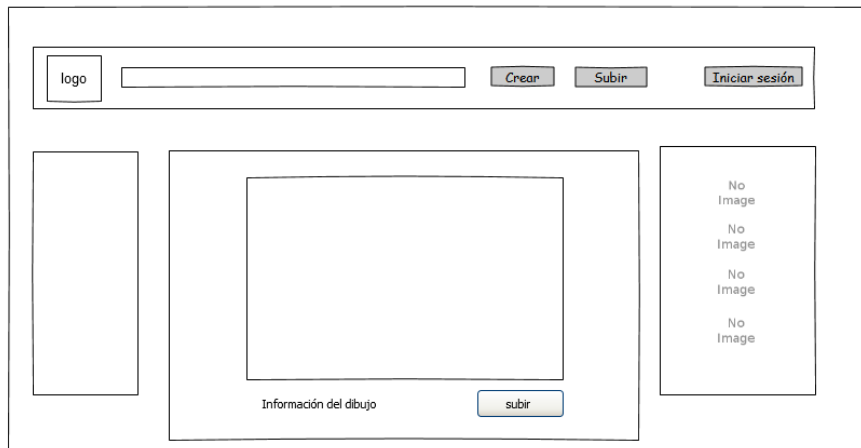 logo
Crear
Subir
Iniciar sesión
No
Image
No
Image
No
Image
No
Image
Información del dibujo
subir